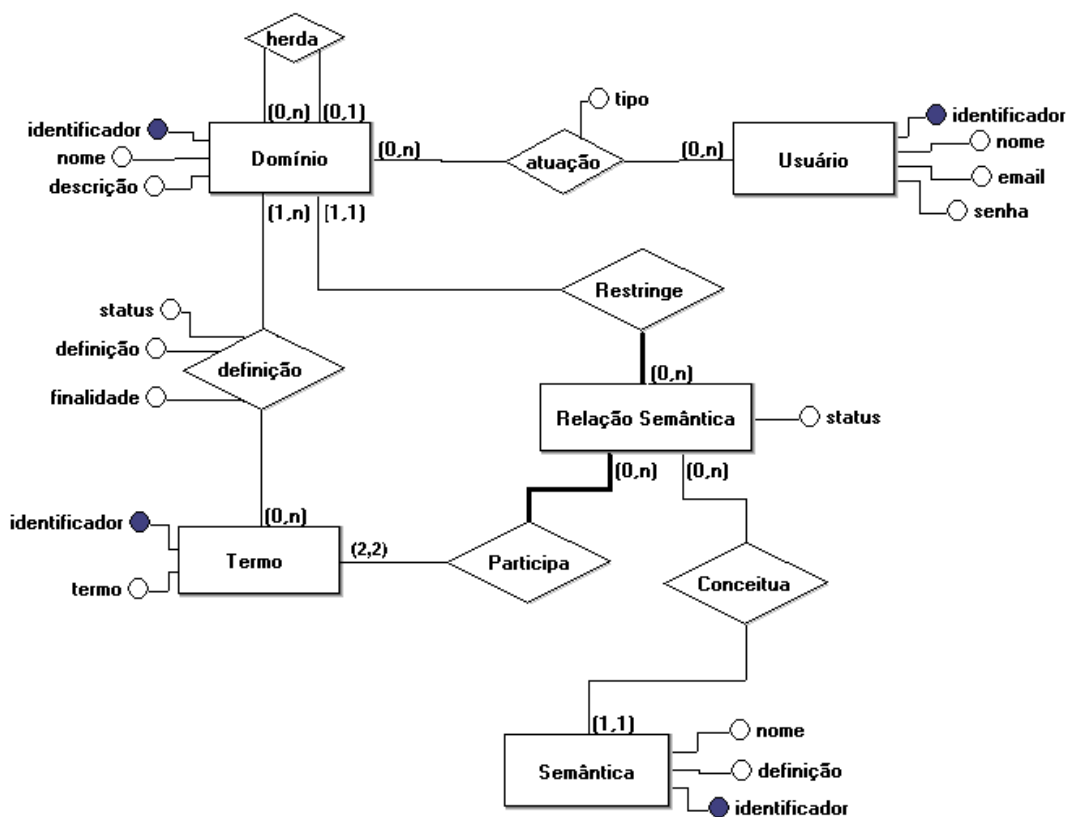 herda
(0,n)
(0,1)
identificador
nome
descrição
Domínio
(0,n)
tipo
atuação
(0,n)
Usuário
identificador
nome
email
senha
(1,n)
(1,1)
Restringe
status
definição
finalidade
definição
(0,n)
Relação Semântica
status
(0,n)
(0,n)
(0,n)
identificador
termo
Termo
(2,2)
Participa
Conceitua
(1,1)
Semântica
nome
definição
identificador